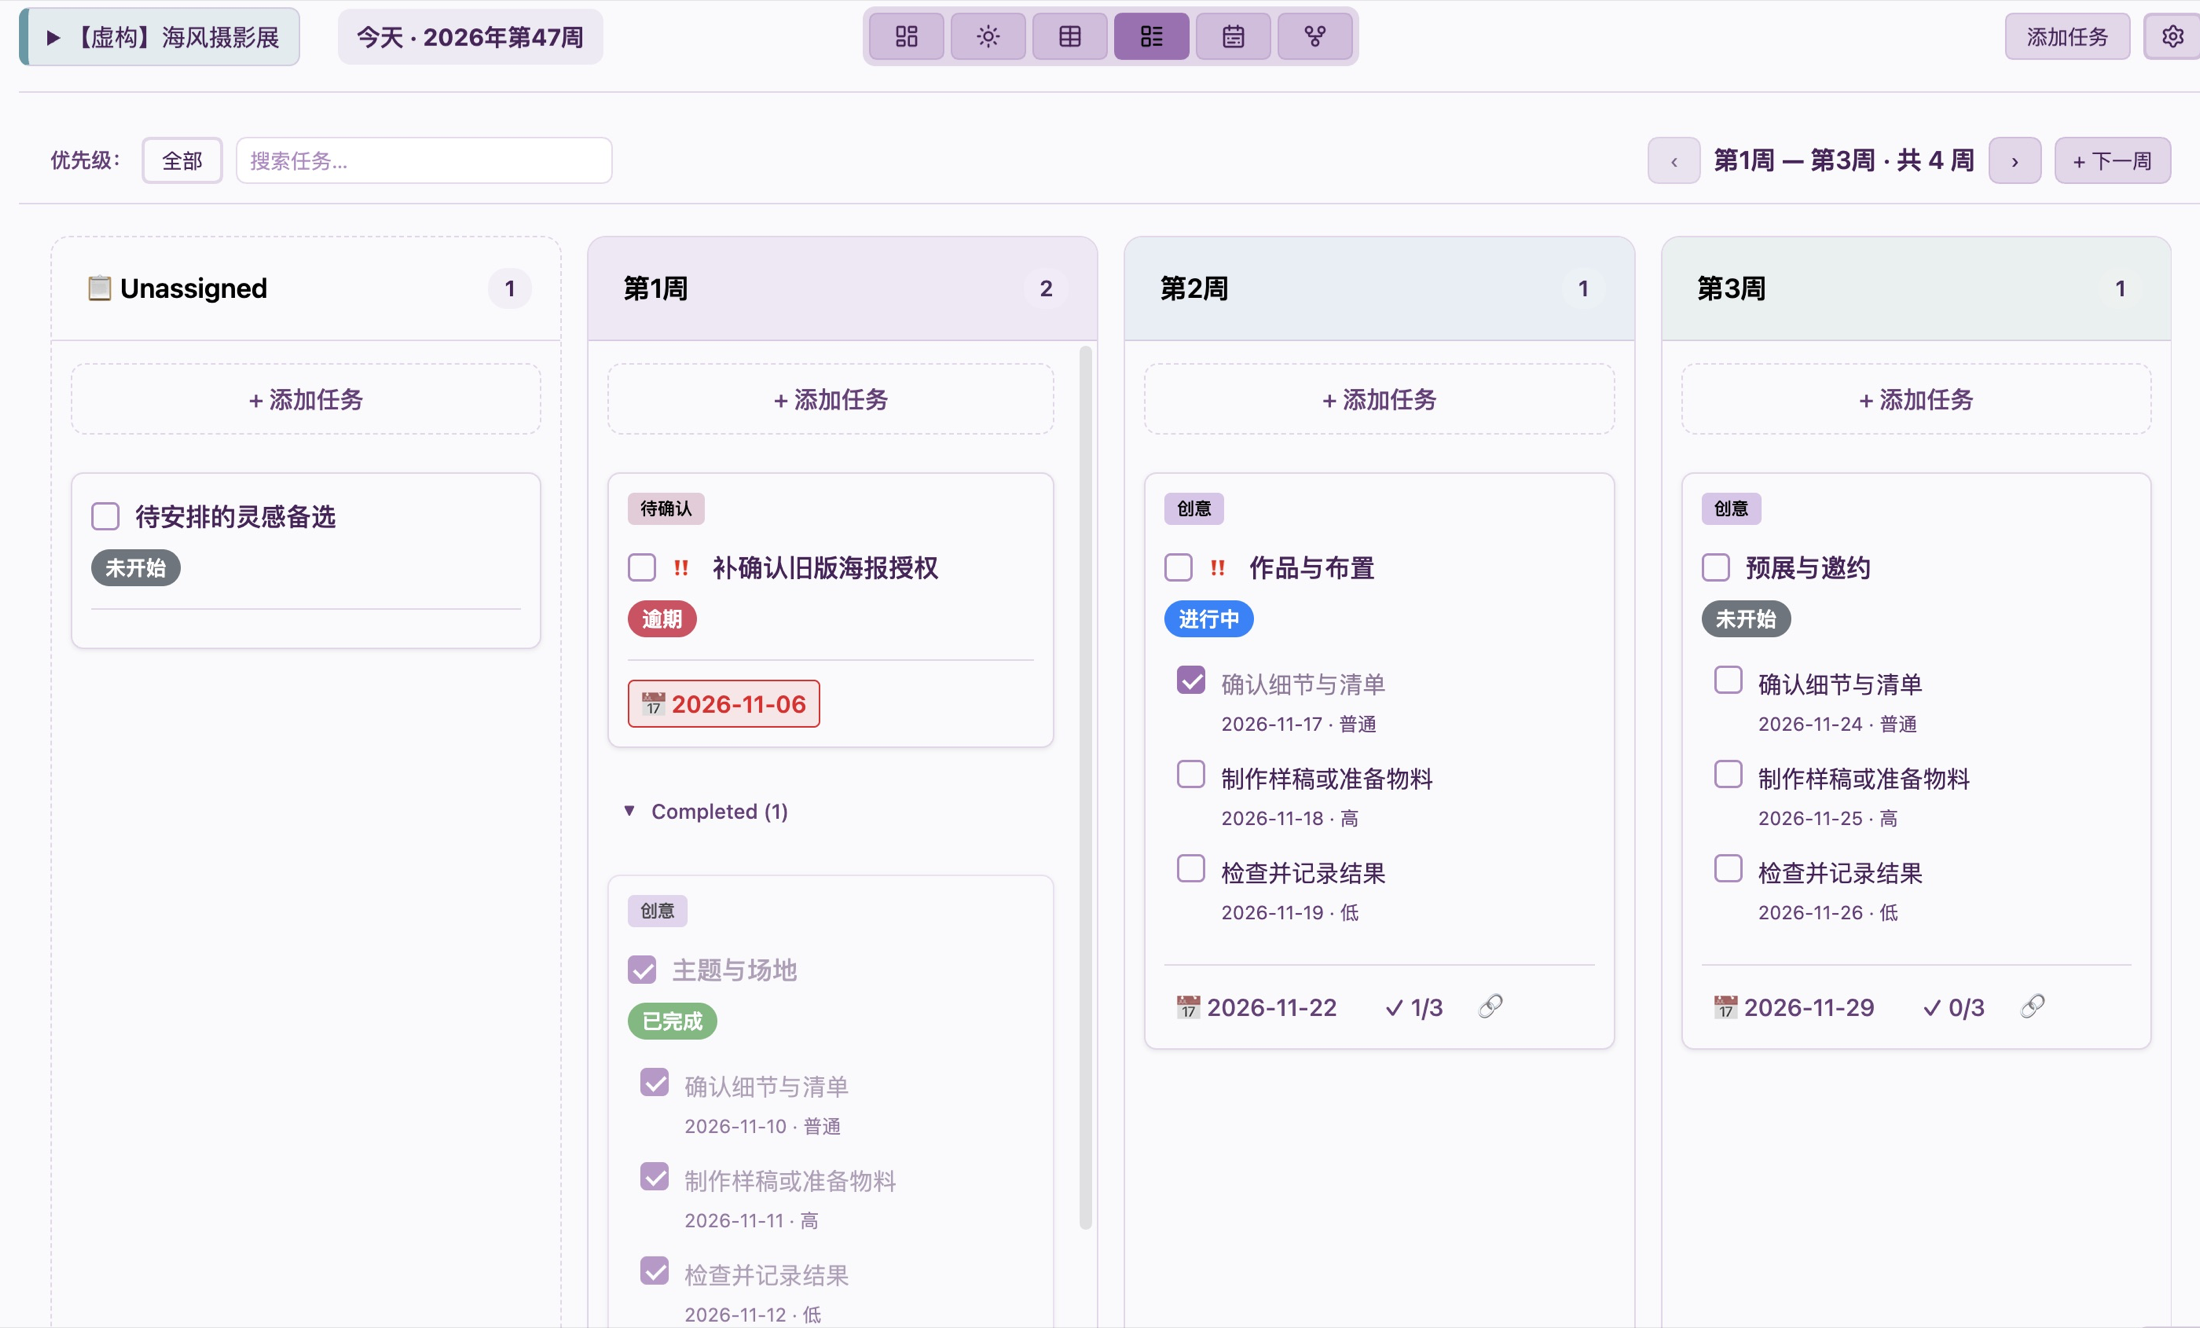 ▶【虚构】海风摄影展
今天 · 2026年第47周
添加任务
优先级：
全部
搜索任务...
‹
第1周 — 第3周 · 共 4 周
›
+ 下一周
Unassigned
1
+ 添加任务
待安排的灵感备选
未开始
第1周
2
+ 添加任务
待确认
!! 补确认旧版海报授权
逾期
17 2026-11-06
▼ Completed (1)
创意
主题与场地
已完成
确认细节与清单
2026-11-10 · 普通
制作样稿或准备物料
2026-11-11 · 高
检查并记录结果
2026-11-12 · 低
第2周
1
+ 添加任务
创意
!! 作品与布置
进行中
确认细节与清单
2026-11-17 · 普通
制作样稿或准备物料
2026-11-18 · 高
检查并记录结果
2026-11-19 · 低
17 2026-11-22 ✓ 1/3
第3周
1
+ 添加任务
创意
预展与邀约
未开始
确认细节与清单
2026-11-24 · 普通
制作样稿或准备物料
2026-11-25 · 高
检查并记录结果
2026-11-26 · 低
17 2026-11-29 ✓ 0/3